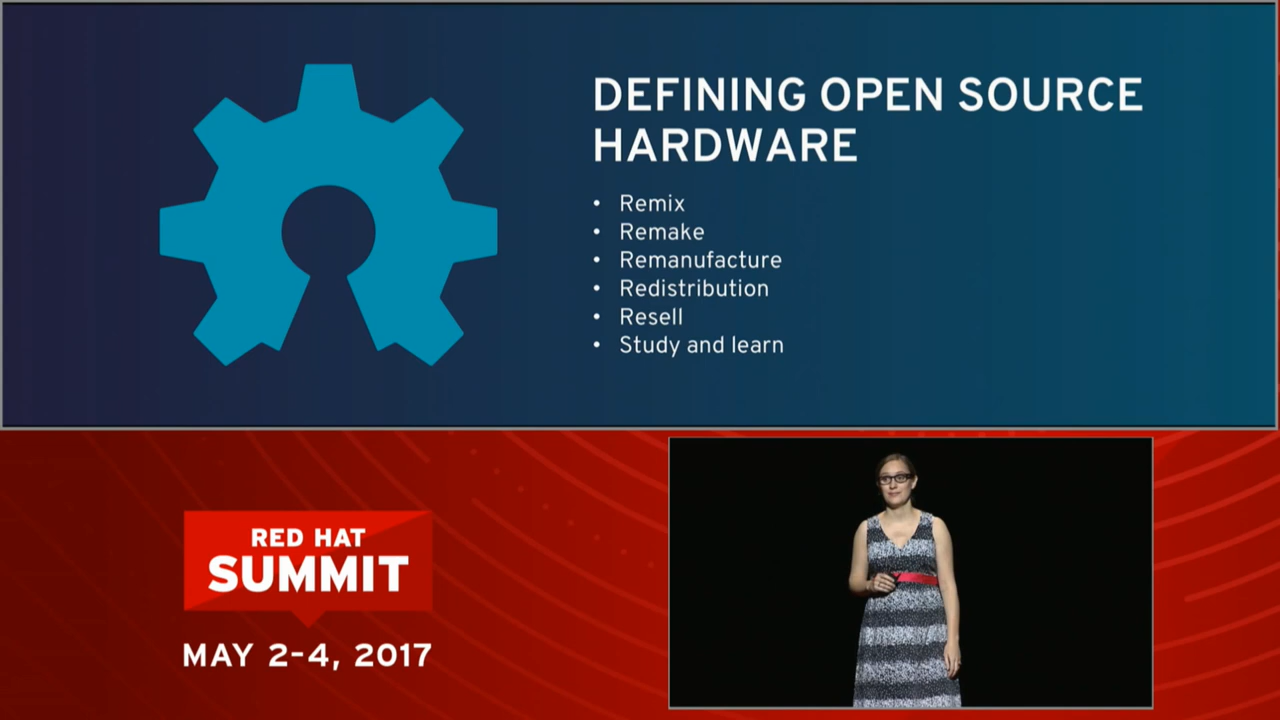 DEFINING OPEN SOURCE
HARDWARE
• Remix
• Remake
• Remanufacture
• Redistribution
• Resell
• Study and learn
RED HAT
SUMMIT
MAY 2-4, 2017